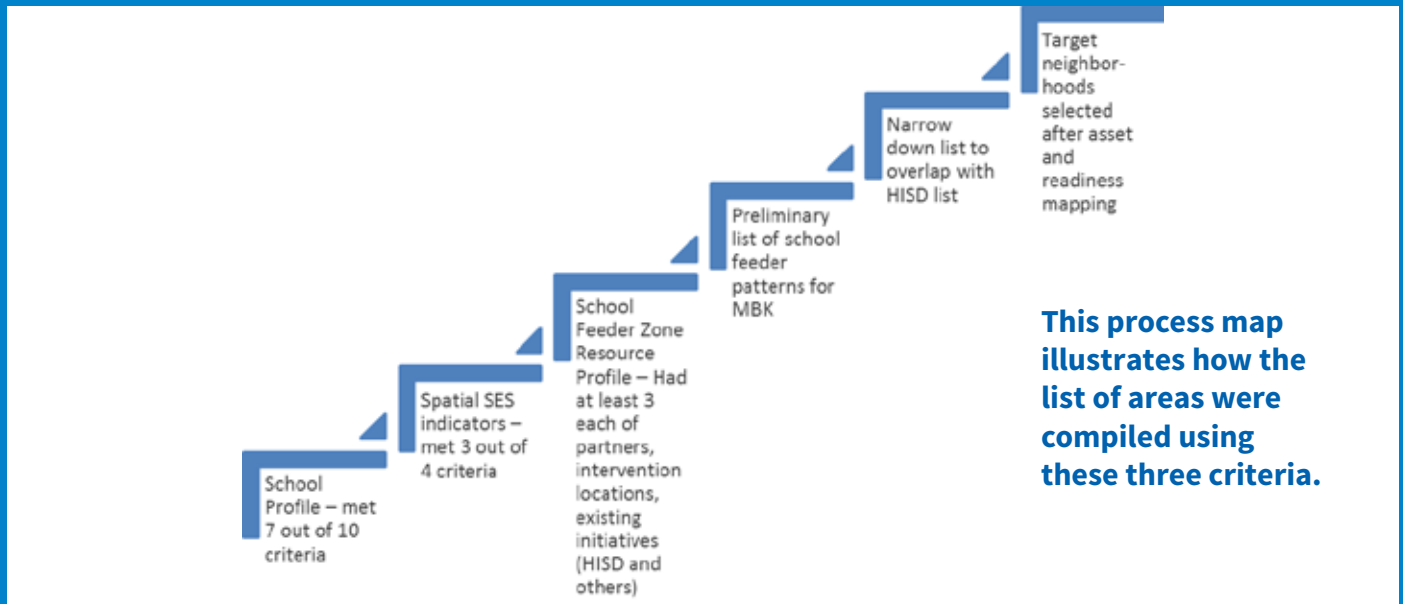 School
Profile – met
7 out of 10
criteria
Spatial SES
indicators –
met 3 out of
4 criteria
School
Feeder Zone
Resource
Profile – Had
at least 3
each of
partners,
intervention
locations,
existing
initiatives
(HISD and
others)
Preliminary
list of school
feeder
patterns for
MBK
Narrow
down list to
overlap with
HISD list
Target
neighbor-
hoods
selected
after asset
and
readiness
mapping
This process map
illustrates how the
list of areas were
compiled using
these three criteria.